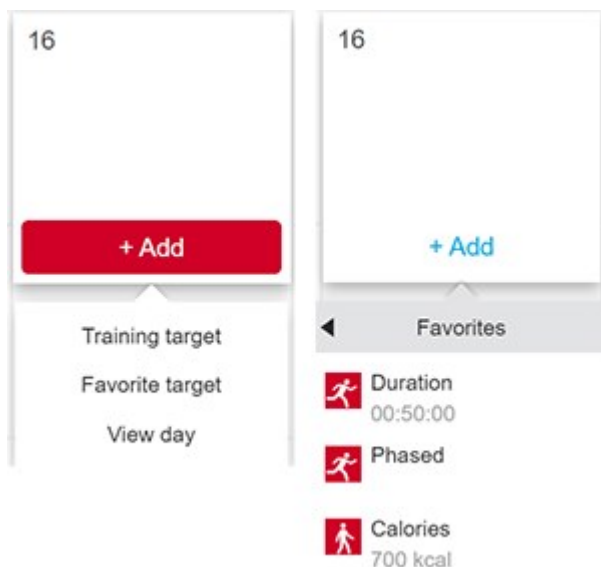 16
+ Add
Training target
Favorite target
View day
16
+ Add
Favorites
Duration
00:50:00
Phased
Calories
700 kcal